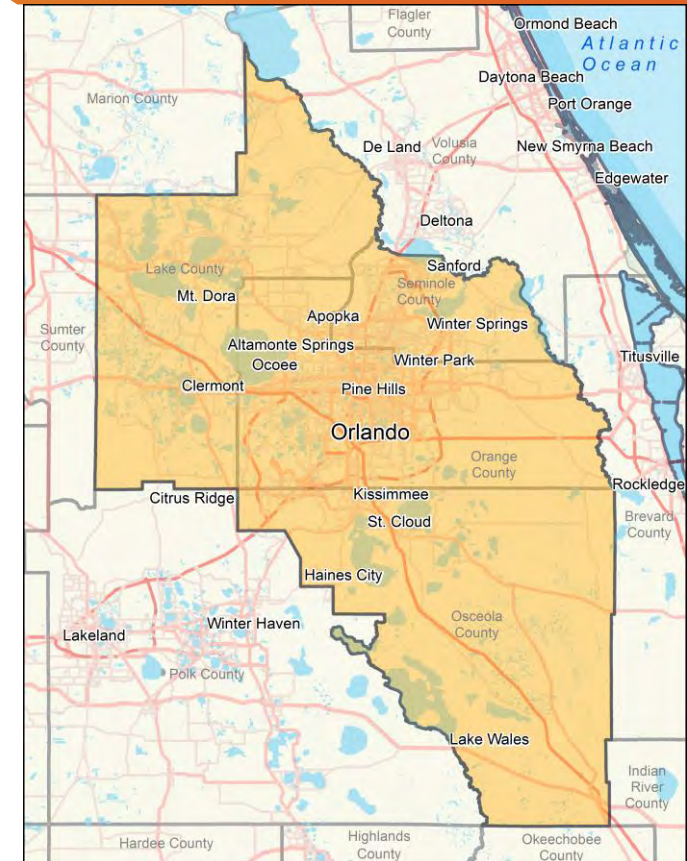 Flagler
County
Ormond Beach
Atlantic
Ocean
Daytona Beach
Marion County
Port Orange
De Land
Volusia
County
New Smyrna Beach
Edgewater
Deltona
Sanford
Lake County
Seminole
County
Mt. Dora
Apopka
Winter Springs
Sumter
County
Altamonte Springs
Titusville
Ocoee
Winter Park
Clermont
Pine Hills
Orlando
Orange
County
Rockledge
Citrus Ridge
Kissimmee
St. Cloud
Brevard
County
Haines City
Osceola
County
Lakeland
Winter Haven
Polk County
Lake Wales
Indian
River
County
Hardee County
Highlands
County
Okeechobee
County